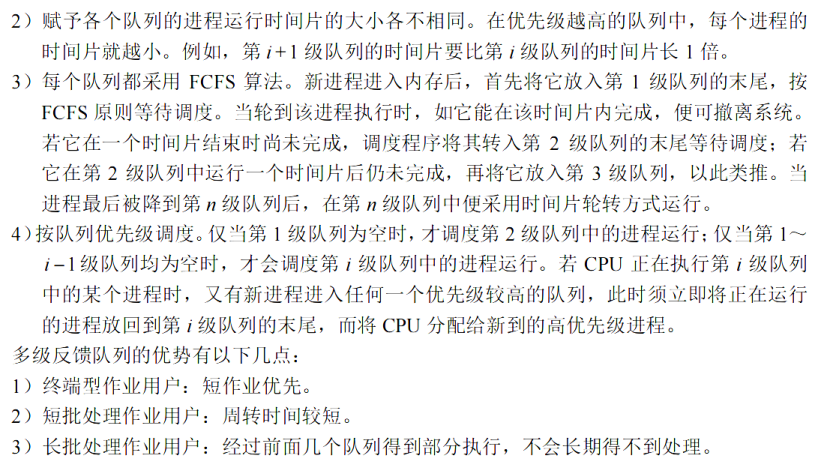 2）赋予各个队列的进程运行时间片的大小各不相同。在优先级越高的队列中，每个进程的
时间片就越小。例如，第 i+1 级队列的时间片要比第 i 级队列的时间片长 1 倍。
3）每个队列都采用 FCFS 算法。新进程进入内存后，首先将它放入第 1 级队列的末尾，按
FCFS 原则等待调度。当轮到该进程执行时，如它能在该时间片内完成，便可撤离系统。
若它在一个时间片结束时尚未完成，调度程序将其转入第 2 级队列的末尾等待调度；若
它在第 2 级队列中运行一个时间片后仍未完成，再将它放入第 3 级队列，以此类推。当
进程最后被降到第 n 级队列后，在第 n 级队列中便采用时间片轮转方式运行。
4）按队列优先级调度。仅当第 1 级队列为空时，才调度第 2 级队列中的进程运行；仅当第 1～
i−1 级队列均为空时，才会调度第 i 级队列中的进程运行。若 CPU 正在执行第 i 级队列
中的某个进程时，又有新进程进入任何一个优先级较高的队列，此时须立即将正在运行
的进程放回到第 i 级队列的末尾，而将 CPU 分配给新到的高优先级进程。
多级反馈队列的优势有以下几点：
1）终端型作业用户：短作业优先。
2）短批处理作业用户：周转时间较短。
3）长批处理作业用户：经过前面几个队列得到部分执行，不会长期得不到处理。